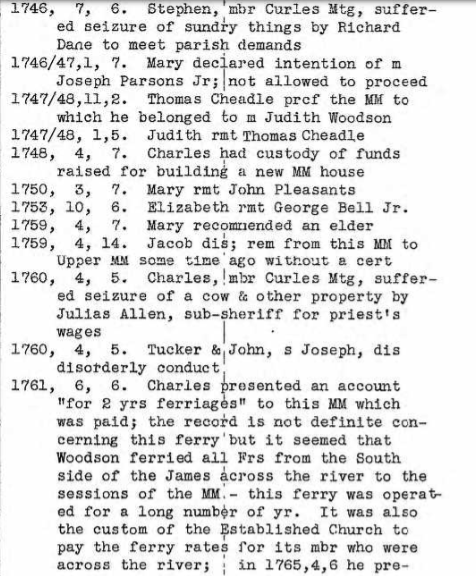 1746, 7, 6. Stephen, mbr Curles Mtg, suffer-
ed seizure of sundry things by Richard
Dane to meet parish demands
1746/47,1, 7. Mary declared intention of m
Joseph Parsons Jr; not allowed to proceed
1747/48,11,2. Thomas Cheadle prcf the MM to
which he belonged to m Judith Woodson
1747/48, 1,5. Judith rmt Thomas Cheadle
1748, 4, 7. Charles had custody of funds
raised for building a new MM house
1750, 3, 7. Mary rmt John Pleasants
1753, 10, 6. Elizabeth rmt George Bell Jr.
1759, 4, 7. Mary recommended an elder
1759, 4, 14. Jacob dis; rem from this MM to
Upper MM some time ago without a cert
1760, 4, 5. Charles, mbr Curles Mtg, suffer-
ed seizure of a cow & other property by
Julias Allen, sub-sheriff for priest's
wages
1760, 4, 5. Tucker & John, s Joseph, dis
disorderly conduct
1761, 6, 6. Charles presented an account
"for 2 yrs ferriages" to this MM which
was paid; the record is not definite con-
cerning this ferry but it seemed that
Woodson ferried all Frs from the South
side of the James across the river to the
sessions of the MM - this ferry was operat-
ed for a long number of yr. It was also
the custom of the Established Church to
pay the ferry rates for its mbr who were
across the river; in 1765,4,6 he pre-